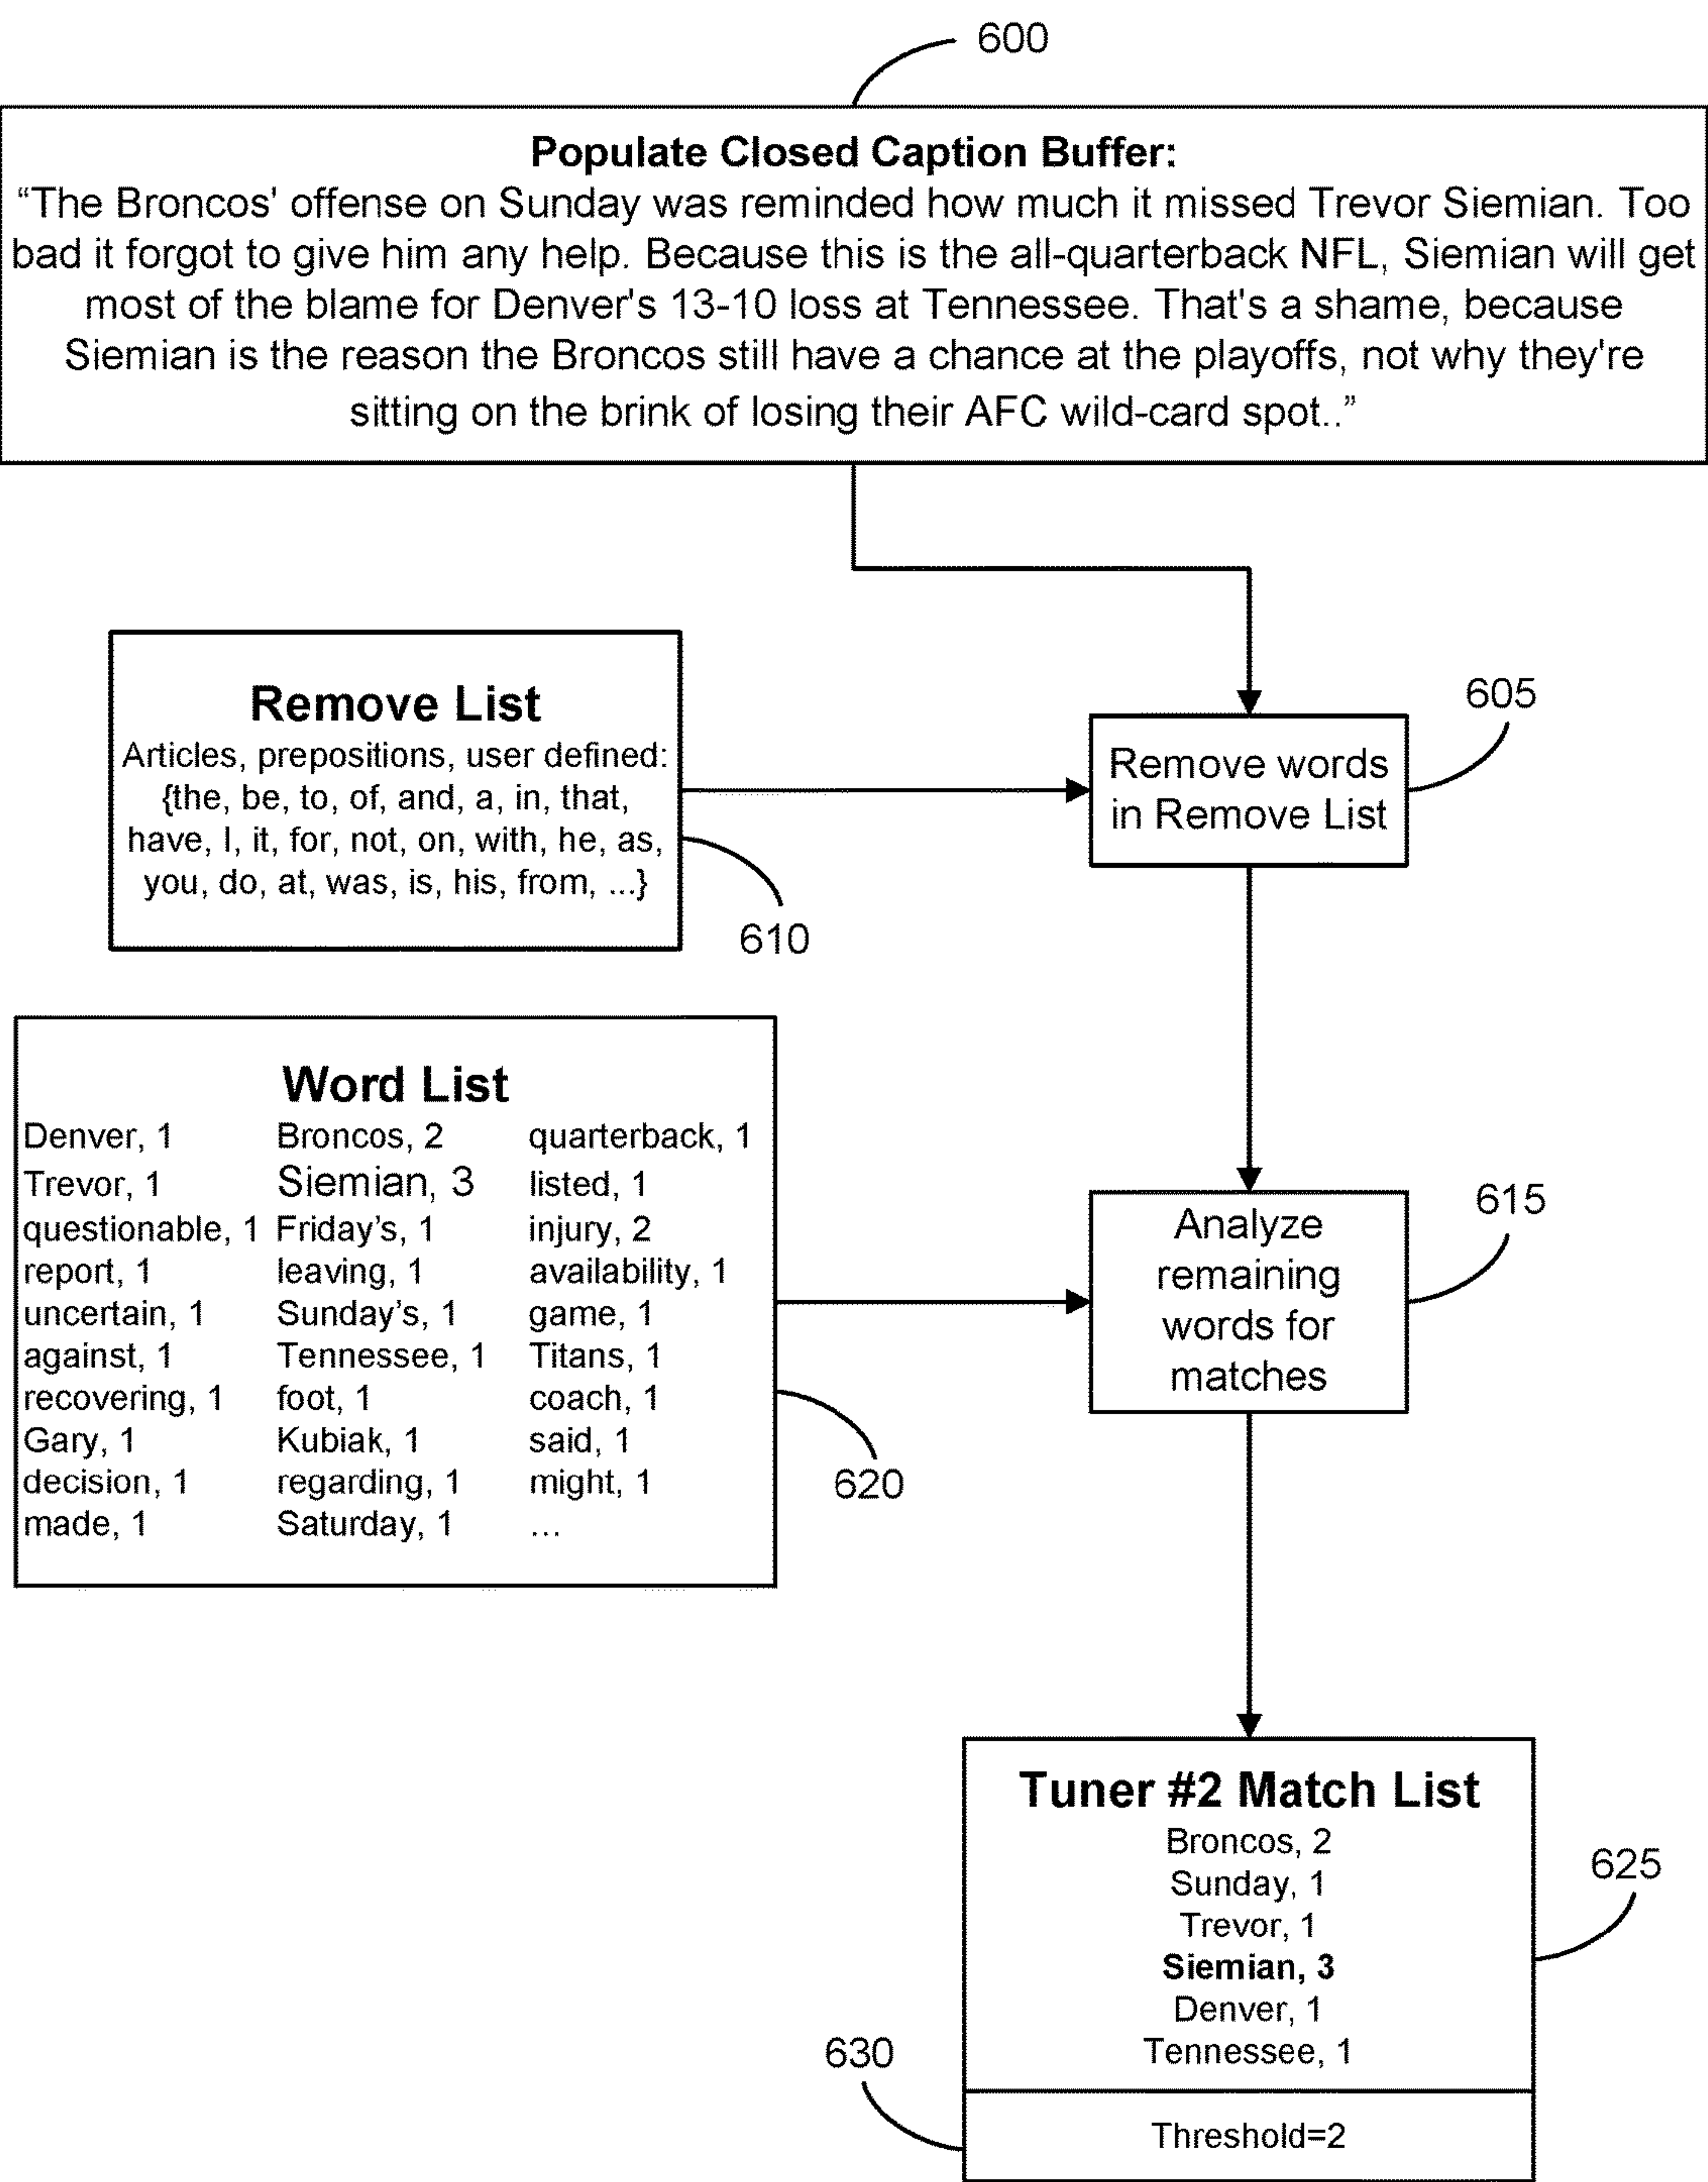 600
Populate Closed Caption Buffer:
“The Broncos' offense on Sunday was reminded how much it missed Trevor Siemian. Too
bad it forgot to give him any help. Because this is the all-quarterback NFL, Siemian will get
most of the blame for Denver's 13-10 loss at Tennessee. That's a shame, because
Siemian is the reason the Broncos still have a chance at the playoffs, not why they're
sitting on the brink of losing their AFC wild-card spot..”
Remove List
Articles, prepositions, user defined:
{the, be, to, of, and, a, in, that,
have, I, it, for, not, on, with, he, as,
you, do, at, was, is, his, from, ...}
610
605
Remove words
in Remove List
Word List
Denver, 1 Broncos, 2 quarterback, 1
Trevor, 1 Siemian, 3 listed, 1
questionable, 1 Friday’s, 1 injury, 2
report, 1 leaving, 1 availability, 1
uncertain, 1 Sunday’s, 1 game, 1
against, 1 Tennessee, 1 Titans, 1
recovering, 1 foot, 1 coach, 1
Gary, 1 Kubiak, 1 said, 1
decision, 1 regarding, 1 might, 1
made, 1 Saturday, 1 ...
620
615
Analyze
remaining
words for
matches
Tuner #2 Match List
Broncos, 2
Sunday, 1
Trevor, 1
Siemian, 3
Denver, 1
Tennessee, 1
625
630
Threshold=2